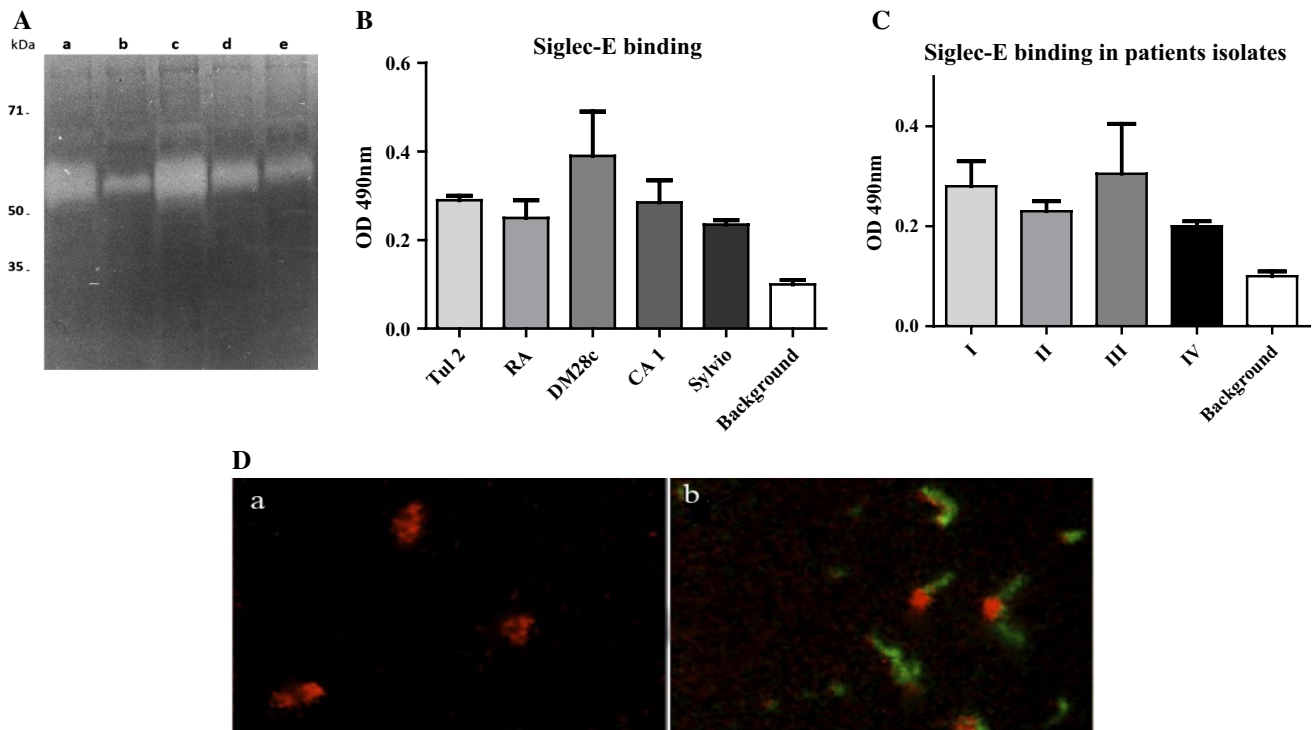 A
kDa a b c d e
71
50
35
B
Siglec-E binding
0.6
0.4
0.2
0.0
OD 490nm
Tul 2
RA
DM28c
CA 1
Sylvio
Background
C
Siglec-E binding in patients isolates
0.4
0.2
0.0
OD 490nm
I
II
III
IV
Background
D
a
b